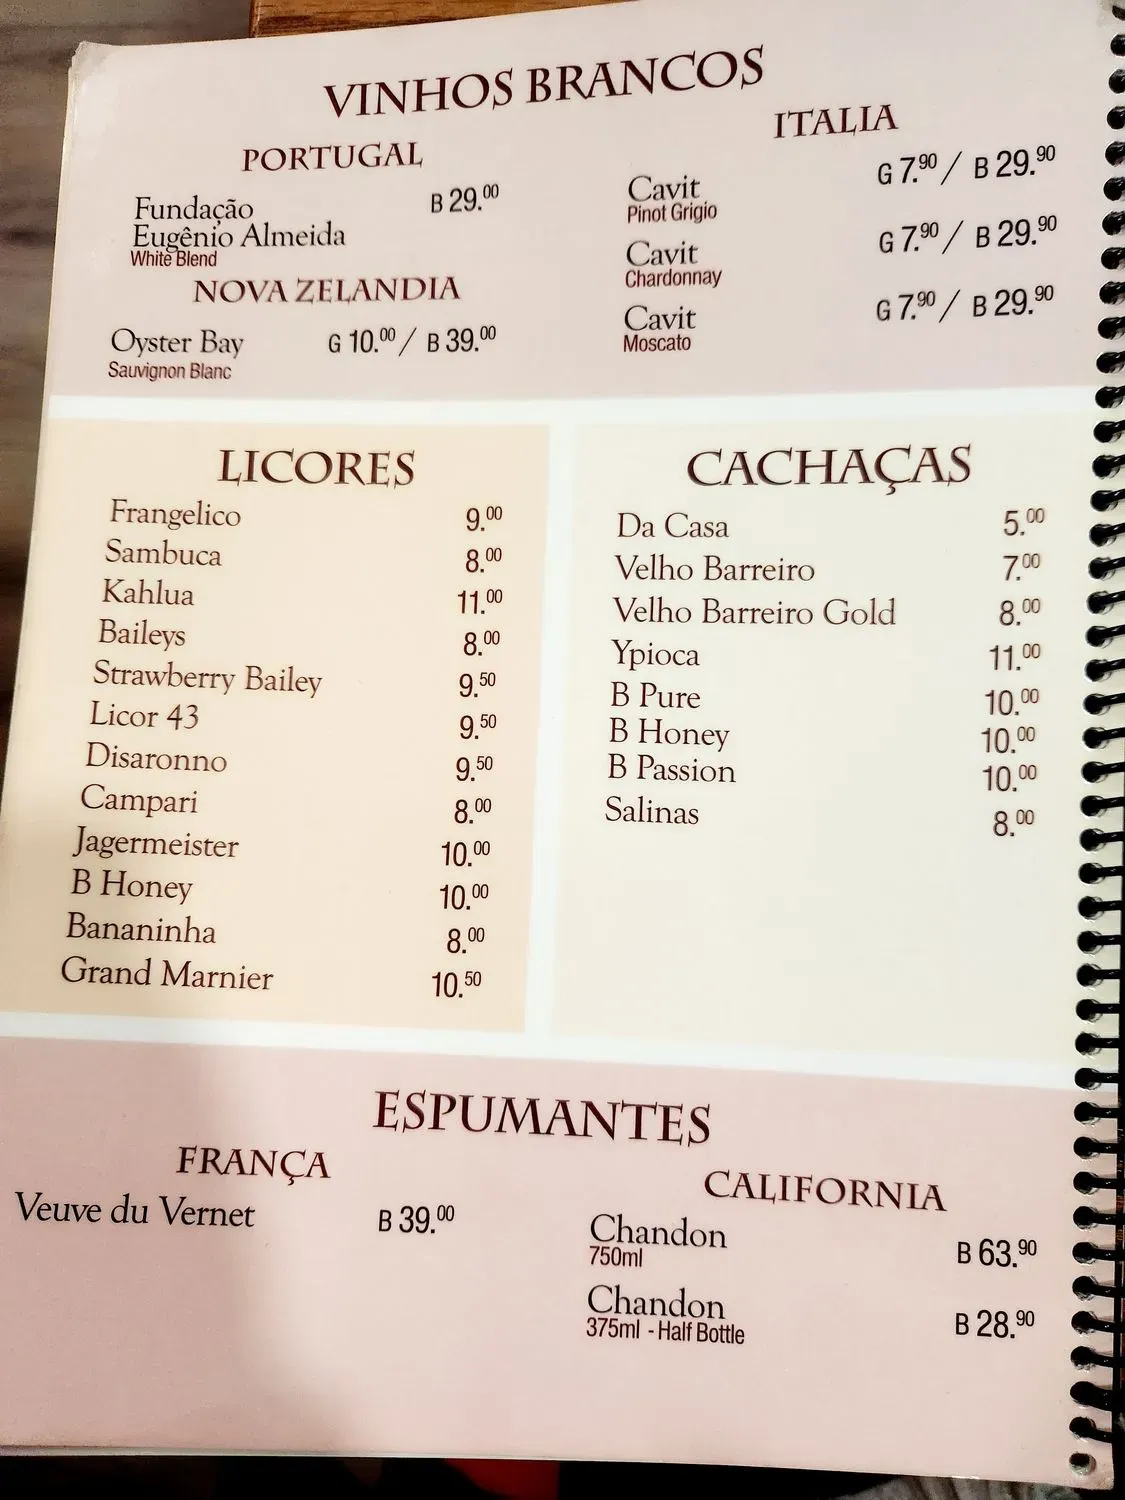 VINHOS BRANCOS
PORTUGAL
Fundação B 29.00
Eugênio Almeida
White Blend
NOVA ZELANDIA
Oyster Bay G 10.00 / B 39.00
Sauvignon Blanc
ITALIA
Cavit G 7.90 / B 29.90
Pinot Grigio
Cavit G 7.90 / B 29.90
Chardonnay
Cavit G 7.90 / B 29.90
Moscato
LICORES
Frangelico 9.00
Sambuca 8.00
Kahlua 11.00
Baileys 8.00
Strawberry Bailey 9.50
Licor 43 9.50
Disaronno 9.50
Campari 8.00
Jagermeister 10.00
B Honey 10.00
Bananinha 8.00
Grand Marnier 10.50
CACHAÇAS
Da Casa 5.00
Velho Barreiro 7.00
Velho Barreiro Gold 8.00
Ypioca 11.00
B Pure 10.00
B Honey 10.00
B Passion 10.00
Salinas 8.00
ESPUMANTES
FRANÇA
Veuve du Vernet B 39.00
CALIFORNIA
Chandon B 63.90
750ml
Chandon B 28.90
375ml - Half Bottle